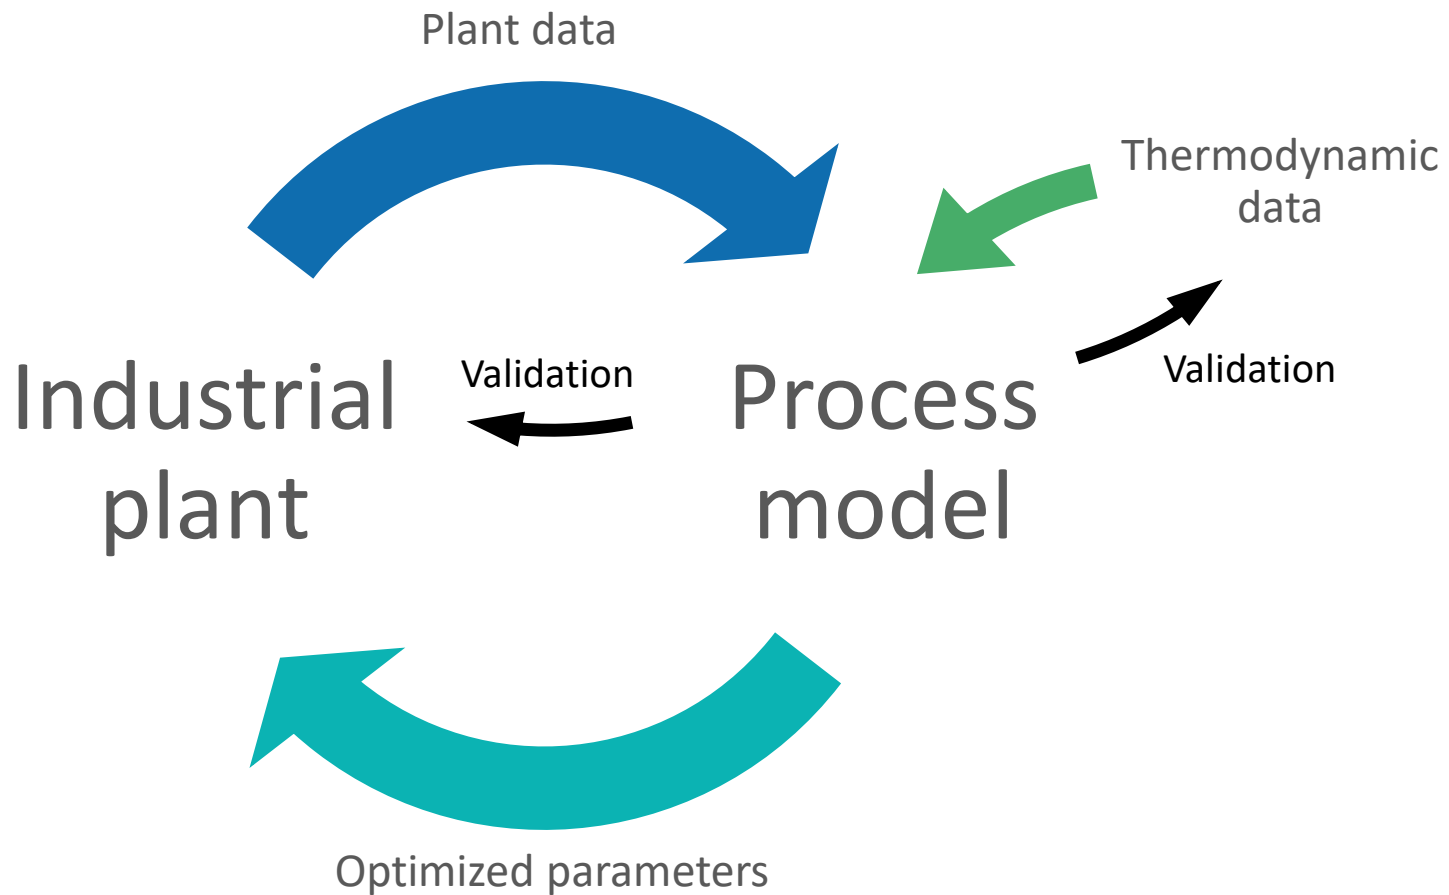 Plant data
Thermodynamic
data
Industrial
plant
Validation
Process
model
Validation
Optimized parameters